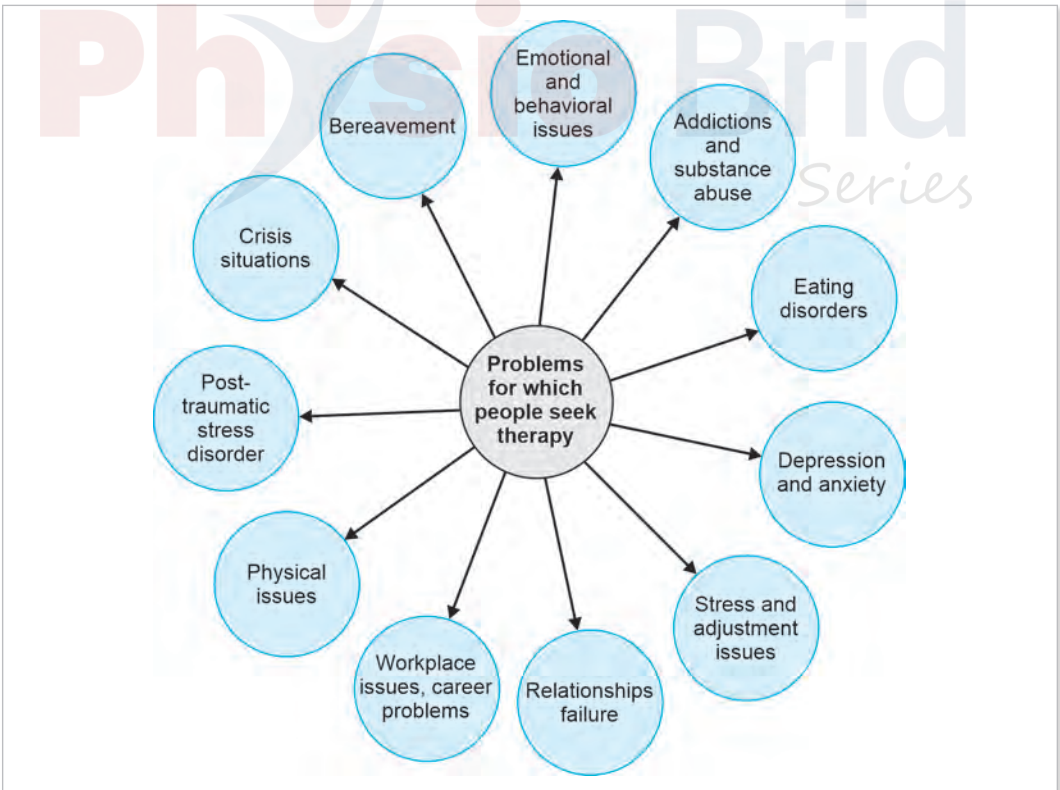 Physio Brid
Series
Emotional
and
behavioral
issues
Addictions
and
substance
abuse
Eating
disorders
Depression
and anxiety
Stress and
adjustment
issues
Relationships
failure
Workplace
issues, career
problems
Physical
issues
Post-
traumatic
stress
disorder
Crisis
situations
Bereavement
Problems
for which
people seek
therapy